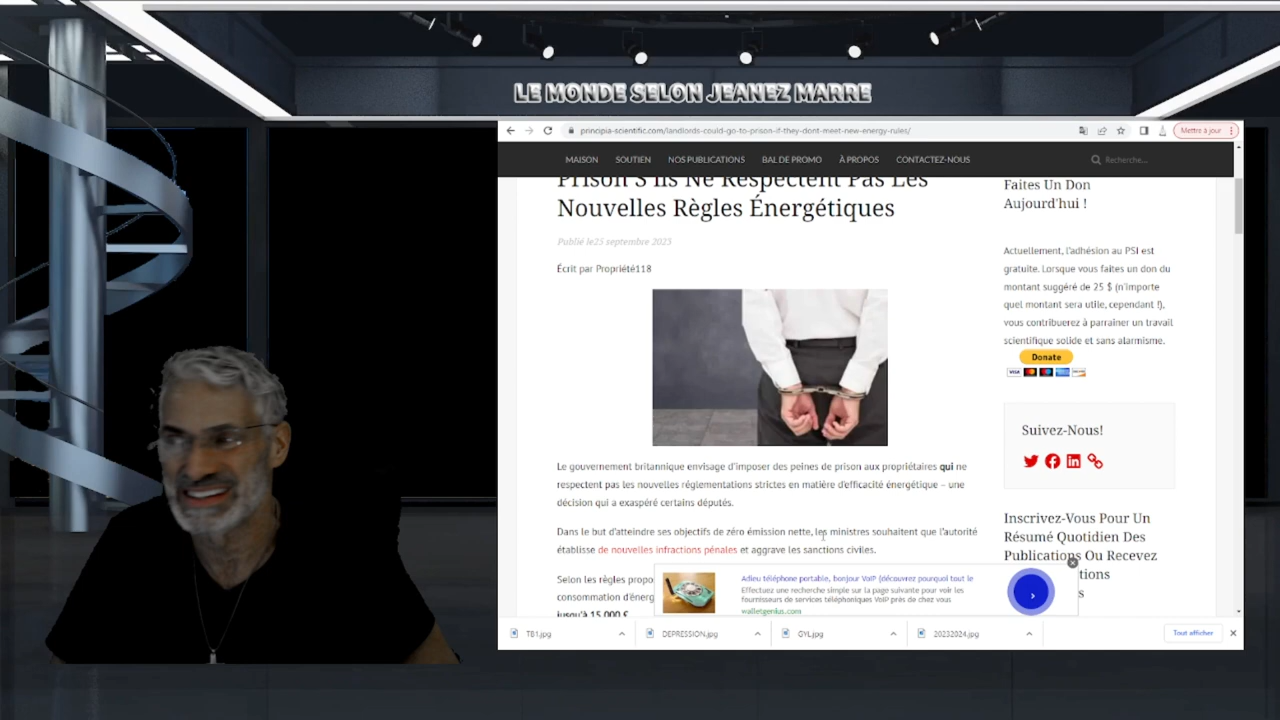 LE MONDE SELON JEANEZ MARRE
principia-scientific.com/landlords-could-go-to-prison-if-they-dont-meet-new-energy-rules/
Mettre à jour
MAISON SOUTIEN NOS PUBLICATIONS BAL DE PROMO À PROPOS CONTACTEZ-NOUS
Recherche...
Prison S'Ils Ne Respectent Pas Les
Nouvelles Règles Énergétiques
Publié le25 septembre 2023
Écrit par Propriété118
Le gouvernement britannique envisage d'imposer des peines de prison aux propriétaires qui ne
respectent pas les nouvelles réglementations strictes en matière d'efficacité énergétique – une
décision qui a exaspéré certains députés.
Dans le but d'atteindre ses objectifs de zéro émission nette, les ministres souhaitent que l'autorité
établisse de nouvelles infractions pénales et aggrave les sanctions civiles.
Selon les règles propo
consommation d'énerg
jusqu'à 15 000 £
Faites Un Don
Aujourd'hui !
Actuellement, l'adhésion au PSI est
gratuite. Lorsque vous faites un don du
montant suggéré de 25 $ (n'importe
quel montant sera utile, cependant !),
vous contribuerez à parrainer un travail
scientifique solide et sans alarmisme.
Donate
VISA
Suivez-Nous!
Inscrivez-Vous Pour Un
Résumé Quotidien Des
Publications Ou Recevez
tions
s
Adieu téléphone portable, bonjour VoIP (découvrez pourquoi tout le
Effectuez une recherche simple sur la page suivante pour voir les
fournisseurs de services téléphoniques VoIP près de chez vous
walletgenius.com
TB1.jpg
DEPRESSION.jpg
GYL.jpg
20232024.jpg
Tout afficher